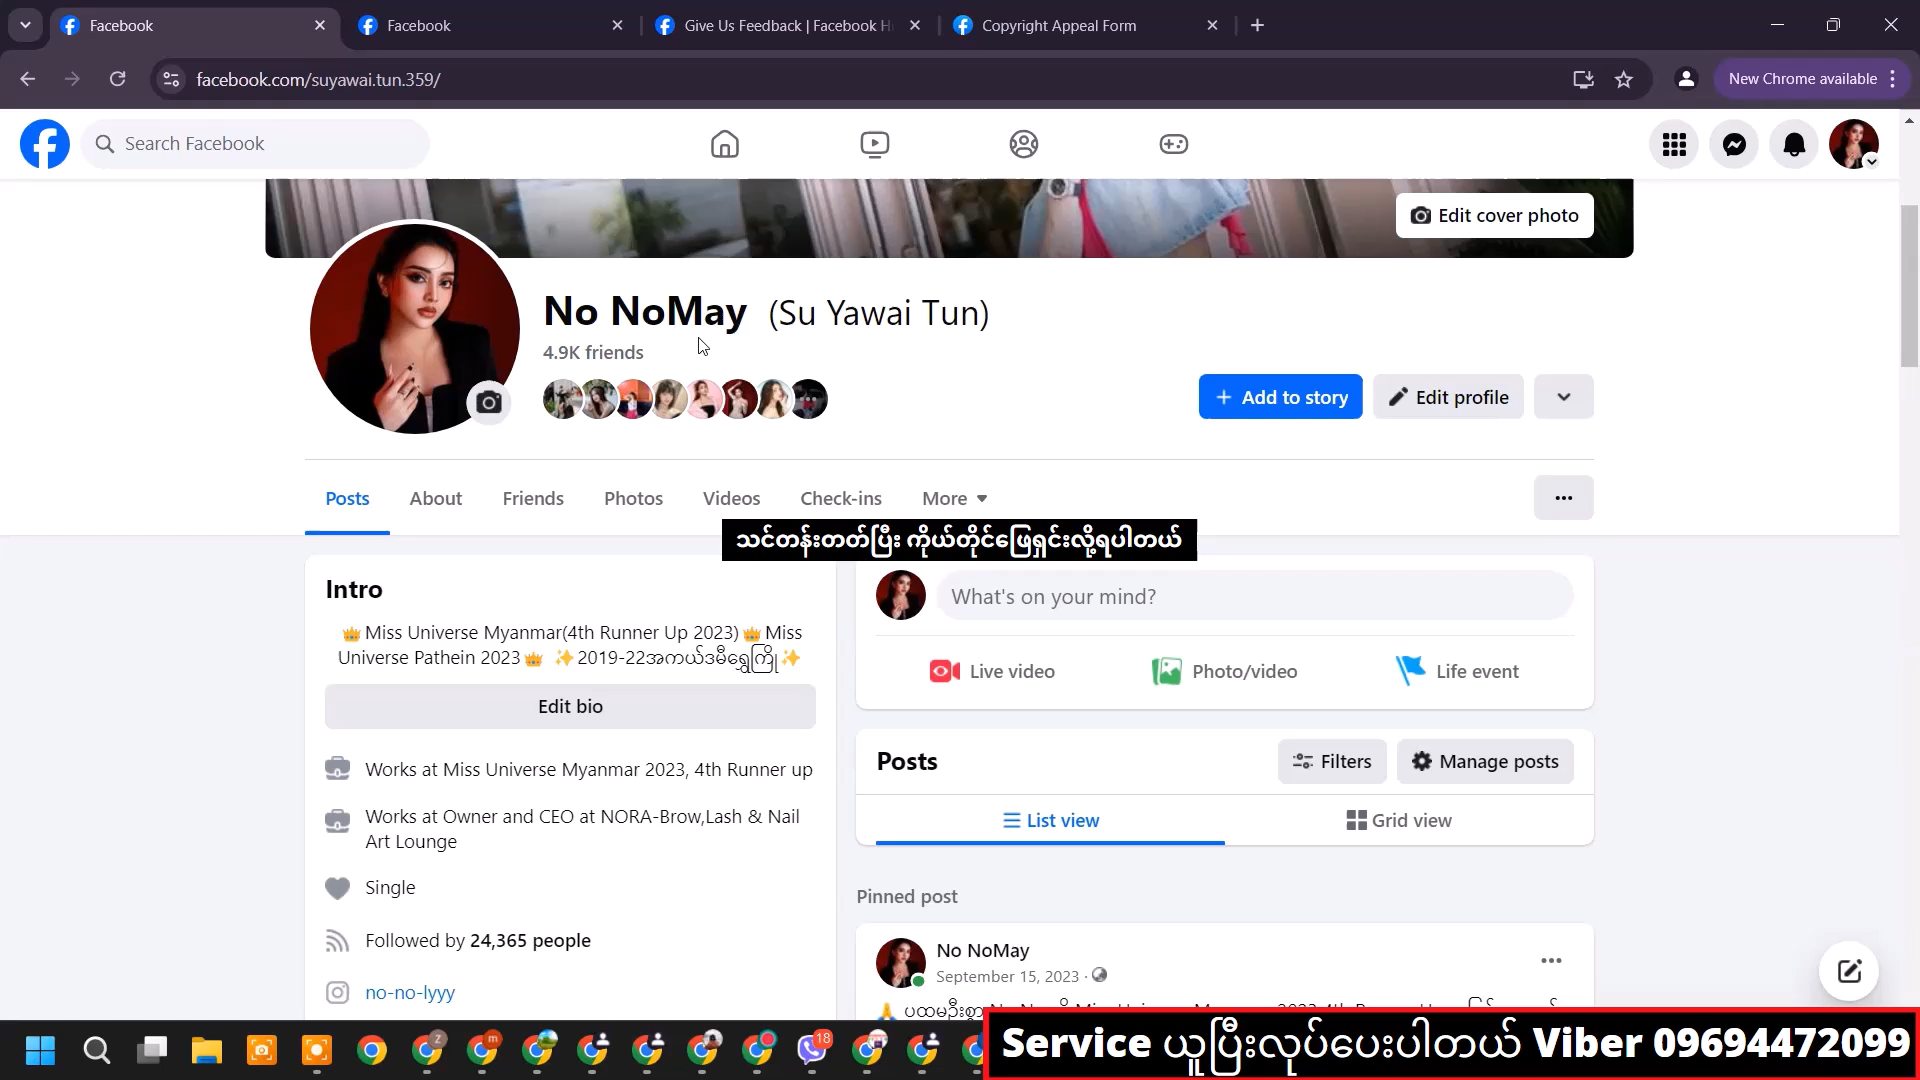 Facebook
Facebook
Give Us Feedback | Facebook H
Copyright Appeal Form
facebook.com/suyawai.tun.359/
New Chrome available
Search Facebook
Edit cover photo
No NoMay (Su Yawai Tun)
4.9K friends
+ Add to story
Edit profile
Posts
About
Friends
Photos
Videos
Check-ins
More
သင်တန်းတတ်ပြီး ကိုယ်တိုင်ဖြေရှင်းလို့ရပါတယ်
Intro
👑Miss Universe Myanmar(4th Runner Up 2023)👑Miss
Universe Pathein 2023👑 ✨2019-22အကယ်ဒမီရွှေကြို✨
Edit bio
Works at Miss Universe Myanmar 2023, 4th Runner up
Works at Owner and CEO at NORA-Brow,Lash & Nail
Art Lounge
Single
Followed by 24,365 people
no-no-lyyy
What's on your mind?
Live video
Photo/video
Life event
Posts
Filters
Manage posts
List view
Grid view
Pinned post
No NoMay
September 15, 2023 ·
🙏 ပထမဦးစွာ
z
m
18
Service ယူပြီးလုပ်ပေးပါတယ် Viber 09694472099